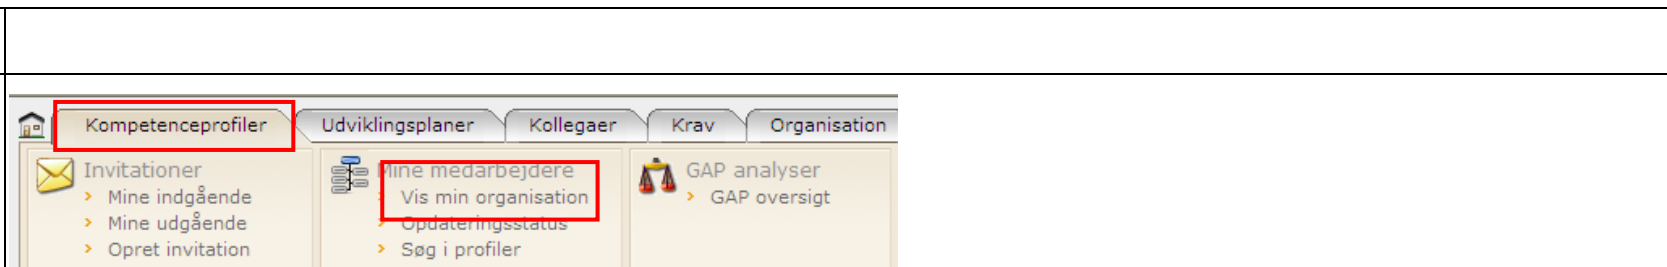 Kompetenceprofiler Udviklingsplaner Kollegaer Krav Organisation
Invitationer
Mine indgående
Mine udgående
Opret invitation
Mine medarbejdere
Vis min organisation
Opdateringsstatus
Søg i profiler
GAP analyser
GAP oversigt